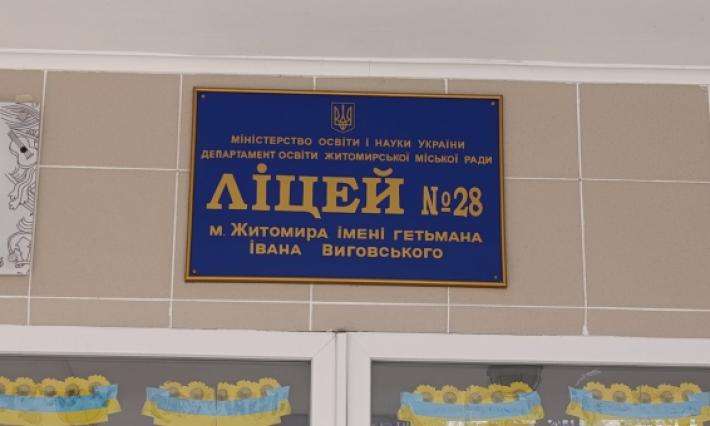 МІНІСТЕРСТВО ОСВІТИ І НАУКИ УКРАЇНИ
ДЕПАРТАМЕНТ ОСВІТИ ЖИТОМИРСЬКОЇ МІСЬКОЇ РАДИ
ЛІЦЕЙ №28
м. Житомира імені гетьмана
Івана Виговського